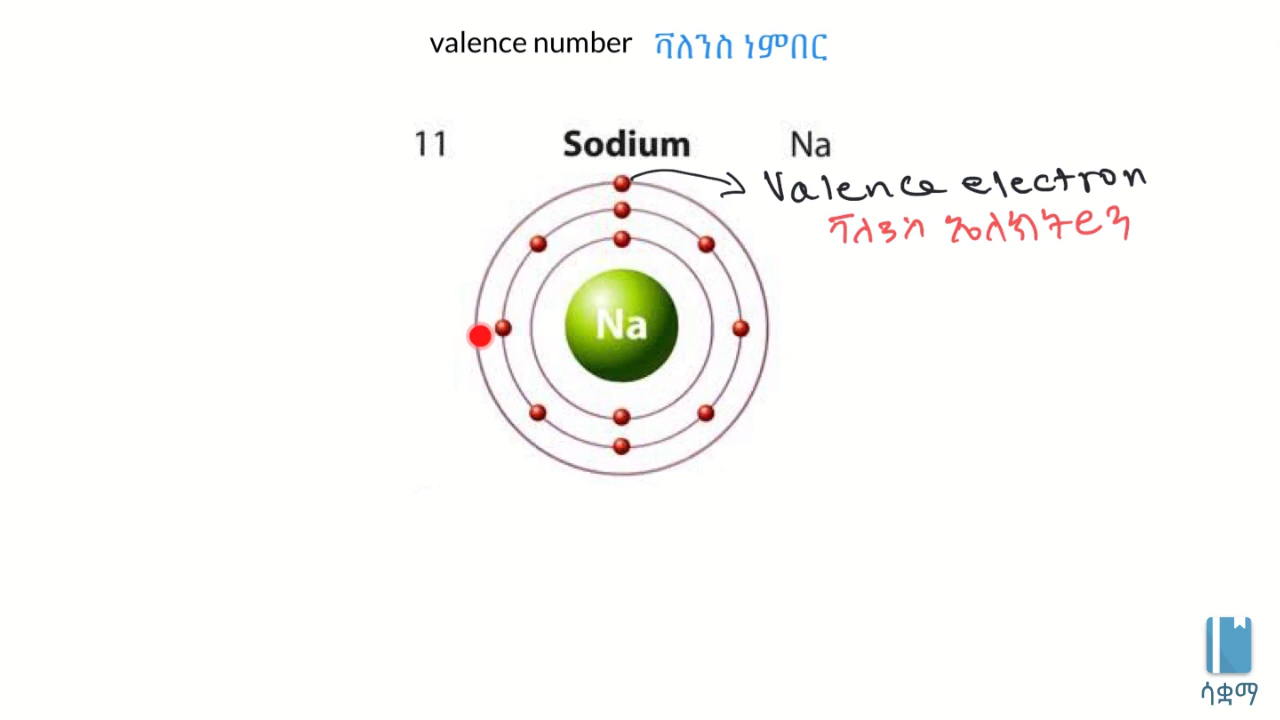 valence number ቫለንስ ነምበር
11 Sodium Na
Valence electron
ቫለንስ ኤለክትሮን
Na
ሳቋማ